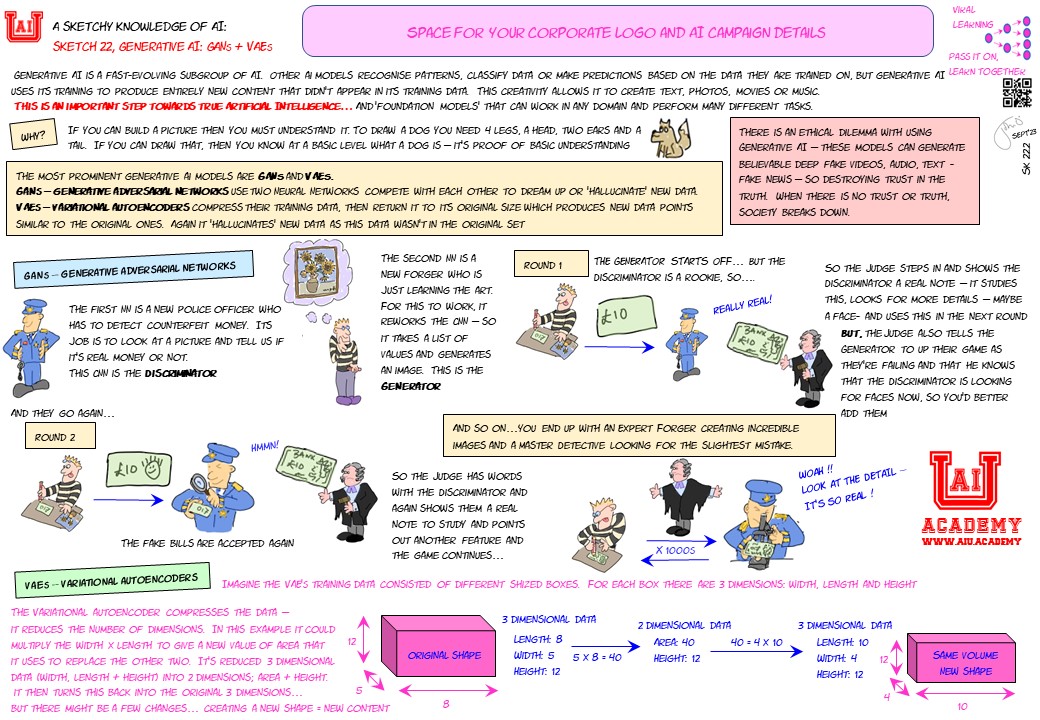 UAI
A SKETCHY KNOWLEDGE OF AI:
SKETCH 22, GENERATIVE AI: GANs + VAEs
SPACE FOR YOUR CORPORATE LOGO AND AI CAMPAIGN DETAILS
VIRAL
LEARNING
PASS IT ON,
LEARN TOGETHER
GENERATIVE AI IS A FAST-EVOLVING SUBGROUP OF AI. OTHER AI MODELS RECOGNISE PATTERNS, CLASSIFY DATA OR MAKE PREDICTIONS BASED ON THE DATA THEY ARE TRAINED ON, BUT GENERATIVE AI
USES ITS TRAINING TO PRODUCE ENTIRELY NEW CONTENT THAT DIDN'T APPEAR IN ITS TRAINING DATA. THIS CREATIVITY ALLOWS IT TO CREATE TEXT, PHOTOS, MOVIES OR MUSIC.
THIS IS AN IMPORTANT STEP TOWARDS TRUE ARTIFICIAL INTELLIGENCE... AND 'FOUNDATION MODELS' THAT CAN WORK IN ANY DOMAIN AND PERFORM MANY DIFFERENT TASKS.
SEPT'23
SK 222
WHY?
IF YOU CAN BUILD A PICTURE THEN YOU MUST UNDERSTAND IT. TO DRAW A DOG YOU NEED 4 LEGS, A HEAD, TWO EARS AND A
TAIL. IF YOU CAN DRAW THAT, THEN YOU KNOW AT A BASIC LEVEL WHAT A DOG IS – IT'S PROOF OF BASIC UNDERSTANDING
THERE IS AN ETHICAL DILEMMA WITH USING
GENERATIVE AI – THESE MODELS CAN GENERATE
BELIEVABLE DEEP FAKE VIDEOS, AUDIO, TEXT –
FAKE NEWS – SO DESTROYING TRUST IN THE
TRUTH. WHEN THERE IS NO TRUST OR TRUTH,
SOCIETY BREAKS DOWN.
THE MOST PROMINENT GENERATIVE AI MODELS ARE GANs AND VAEs.
GANs – GENERATIVE ADVERSARIAL NETWORKS USE TWO NEURAL NETWORKS COMPETE WITH EACH OTHER TO DREAM UP OR 'HALLUCINATE' NEW DATA.
VAEs – VARIATIONAL AUTOENCODERS COMPRESS THEIR TRAINING DATA, THEN RETURN IT TO ITS ORIGINAL SIZE WHICH PRODUCES NEW DATA POINTS
SIMILAR TO THE ORIGINAL ONES. AGAIN IT 'HALLUCINATES' NEW DATA AS THIS DATA WASN'T IN THE ORIGINAL SET
GANs – GENERATIVE ADVERSARIAL NETWORKS
THE FIRST NN IS A NEW POLICE OFFICER WHO
HAS TO DETECT COUNTERFEIT MONEY. ITS
JOB IS TO LOOK AT A PICTURE AND TELL US IF
IT'S REAL MONEY OR NOT.
THIS CNN IS THE DISCRIMINATOR
THE SECOND NN IS A
NEW FORGER WHO IS
JUST LEARNING THE ART.
FOR THIS TO WORK, IT
REWORKS THE CNN – SO
IT TAKES A LIST OF
VALUES AND GENERATES
AN IMAGE. THIS IS THE
GENERATOR
ROUND 1
THE GENERATOR STARTS OFF... BUT THE
DISCRIMINATOR IS A ROOKIE, SO....
£10
REALLY REAL!
BANK
£10
SO THE JUDGE STEPS IN AND SHOWS THE
DISCRIMINATOR A REAL NOTE – IT STUDIES
THIS, LOOKS FOR MORE DETAILS – MAYBE
A FACE- AND USES THIS IN THE NEXT ROUND
BUT, THE JUDGE ALSO TELLS THE
GENERATOR TO UP THEIR GAME AS
THEY'RE FAILING AND THAT HE KNOWS
THAT THE DISCRIMINATOR IS LOOKING
FOR FACES NOW, SO YOU'D BETTER
ADD THEM
AND THEY GO AGAIN...
ROUND 2
£10
HMMN!
BANK
£10
THE FAKE BILLS ARE ACCEPTED AGAIN
SO THE JUDGE HAS WORDS
WITH THE DISCRIMINATOR AND
AGAIN SHOWS THEM A REAL
NOTE TO STUDY AND POINTS
OUT ANOTHER FEATURE AND
THE GAME CONTINUES...
AND SO ON...YOU END UP WITH AN EXPERT FORGER CREATING INCREDIBLE
IMAGES AND A MASTER DETECTIVE LOOKING FOR THE SLIGHTEST MISTAKE.
X 1000S
WOAH !!
LOOK AT THE DETAIL –
IT'S SO REAL !
UAI
ACADEMY
WWW.AIU.ACADEMY
VAEs – VARIATIONAL AUTOENCODERS
IMAGINE THE VAE'S TRAINING DATA CONSISTED OF DIFFERENT SHIZED BOXES. FOR EACH BOX THERE ARE 3 DIMENSIONS: WIDTH, LENGTH AND HEIGHT
THE VARIATIONAL AUTOENCODER COMPRESSES THE DATA –
IT REDUCES THE NUMBER OF DIMENSIONS. IN THIS EXAMPLE IT COULD
MULTIPLY THE WIDTH X LENGTH TO GIVE A NEW VALUE OF AREA THAT
IT USES TO REPLACE THE OTHER TWO. IT'S REDUCED 3 DIMENSIONAL
DATA (WIDTH, LENGTH + HEIGHT) INTO 2 DIMENSIONS; AREA + HEIGHT.
IT THEN TURNS THIS BACK INTO THE ORIGINAL 3 DIMENSIONS...
BUT THERE MIGHT BE A FEW CHANGES... CREATING A NEW SHAPE = NEW CONTENT
12
5
8
ORIGINAL SHAPE
3 DIMENSIONAL DATA
LENGTH: 8
WIDTH: 5
HEIGHT: 12
5 X 8 = 40
2 DIMENSIONAL DATA
AREA: 40
HEIGHT: 12
40 = 4 X 10
3 DIMENSIONAL DATA
LENGTH: 10
WIDTH: 4
HEIGHT: 12
12
4
10
SAME VOLUME
NEW SHAPE